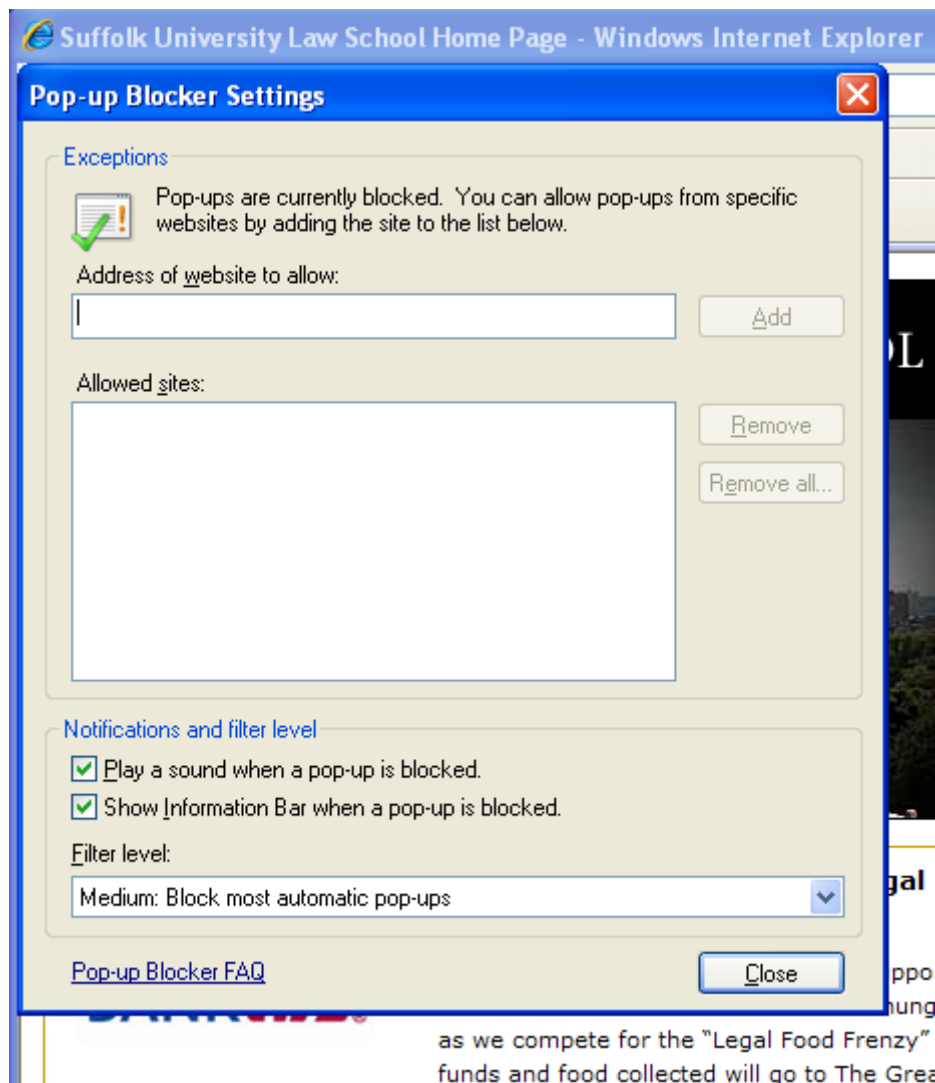 Suffolk University Law School Home Page - Windows Internet Explorer
Pop-up Blocker Settings
Exceptions
Pop-ups are currently blocked. You can allow pop-ups from specific
websites by adding the site to the list below.
Address of website to allow:
Add
OL
Allowed sites:
Remove
Remove all...
Notifications and filter level
Play a sound when a pop-up is blocked.
Show Information Bar when a pop-up is blocked.
Filter level:
Medium: Block most automatic pop-ups
gal
Pop-up Blocker FAQ
Close
ppo
hung
as we compete for the “Legal Food Frenzy”
funds and food collected will go to The Grea